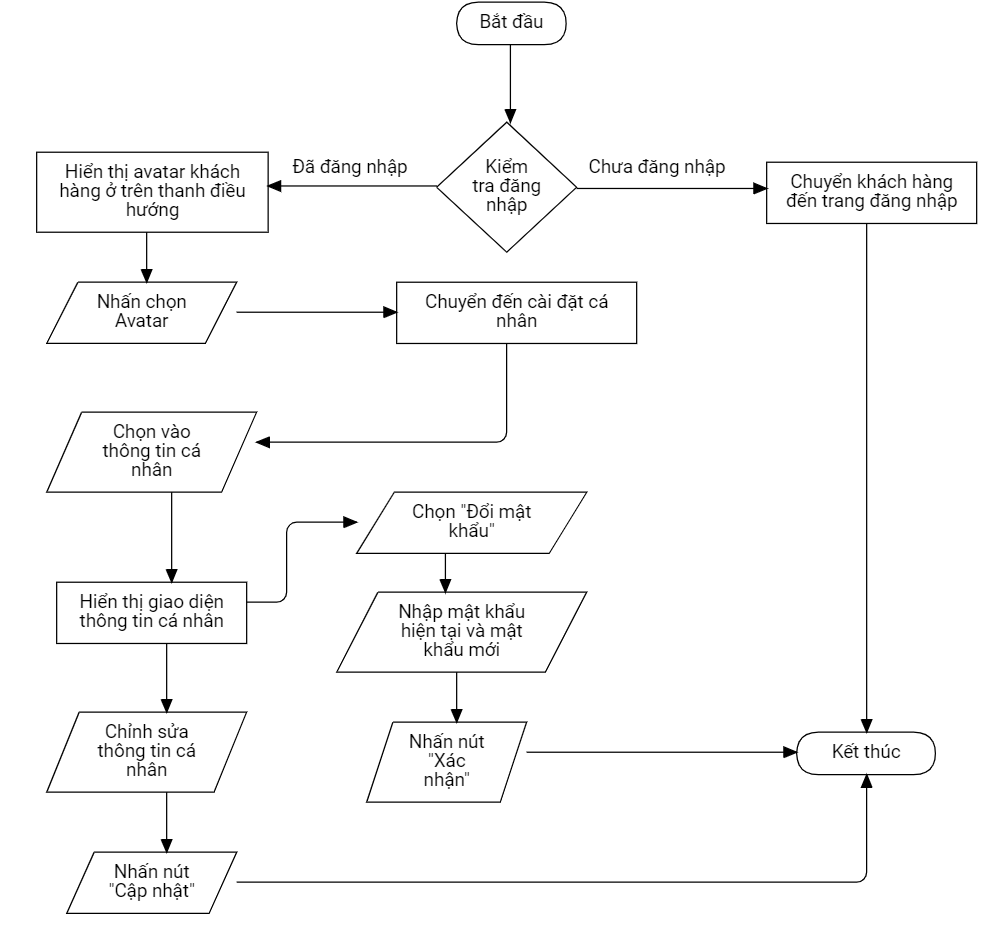 Bắt đầu
Kiểm
tra đăng
nhập
Đã đăng nhập
Chưa đăng nhập
Hiển thị avatar khách
hàng ở trên thanh điều
hướng
Chuyển khách hàng
đến trang đăng nhập
Nhấn chọn
Avatar
Chuyển đến cài đặt cá
nhân
Chọn vào
thông tin cá
nhân
Chọn "Đổi mật
khẩu"
Hiển thị giao diện
thông tin cá nhân
Nhập mật khẩu
hiện tại và mật
khẩu mới
Chỉnh sửa
thông tin cá
nhân
Nhấn nút
"Xác
nhận"
Kết thúc
Nhấn nút
"Cập nhật"